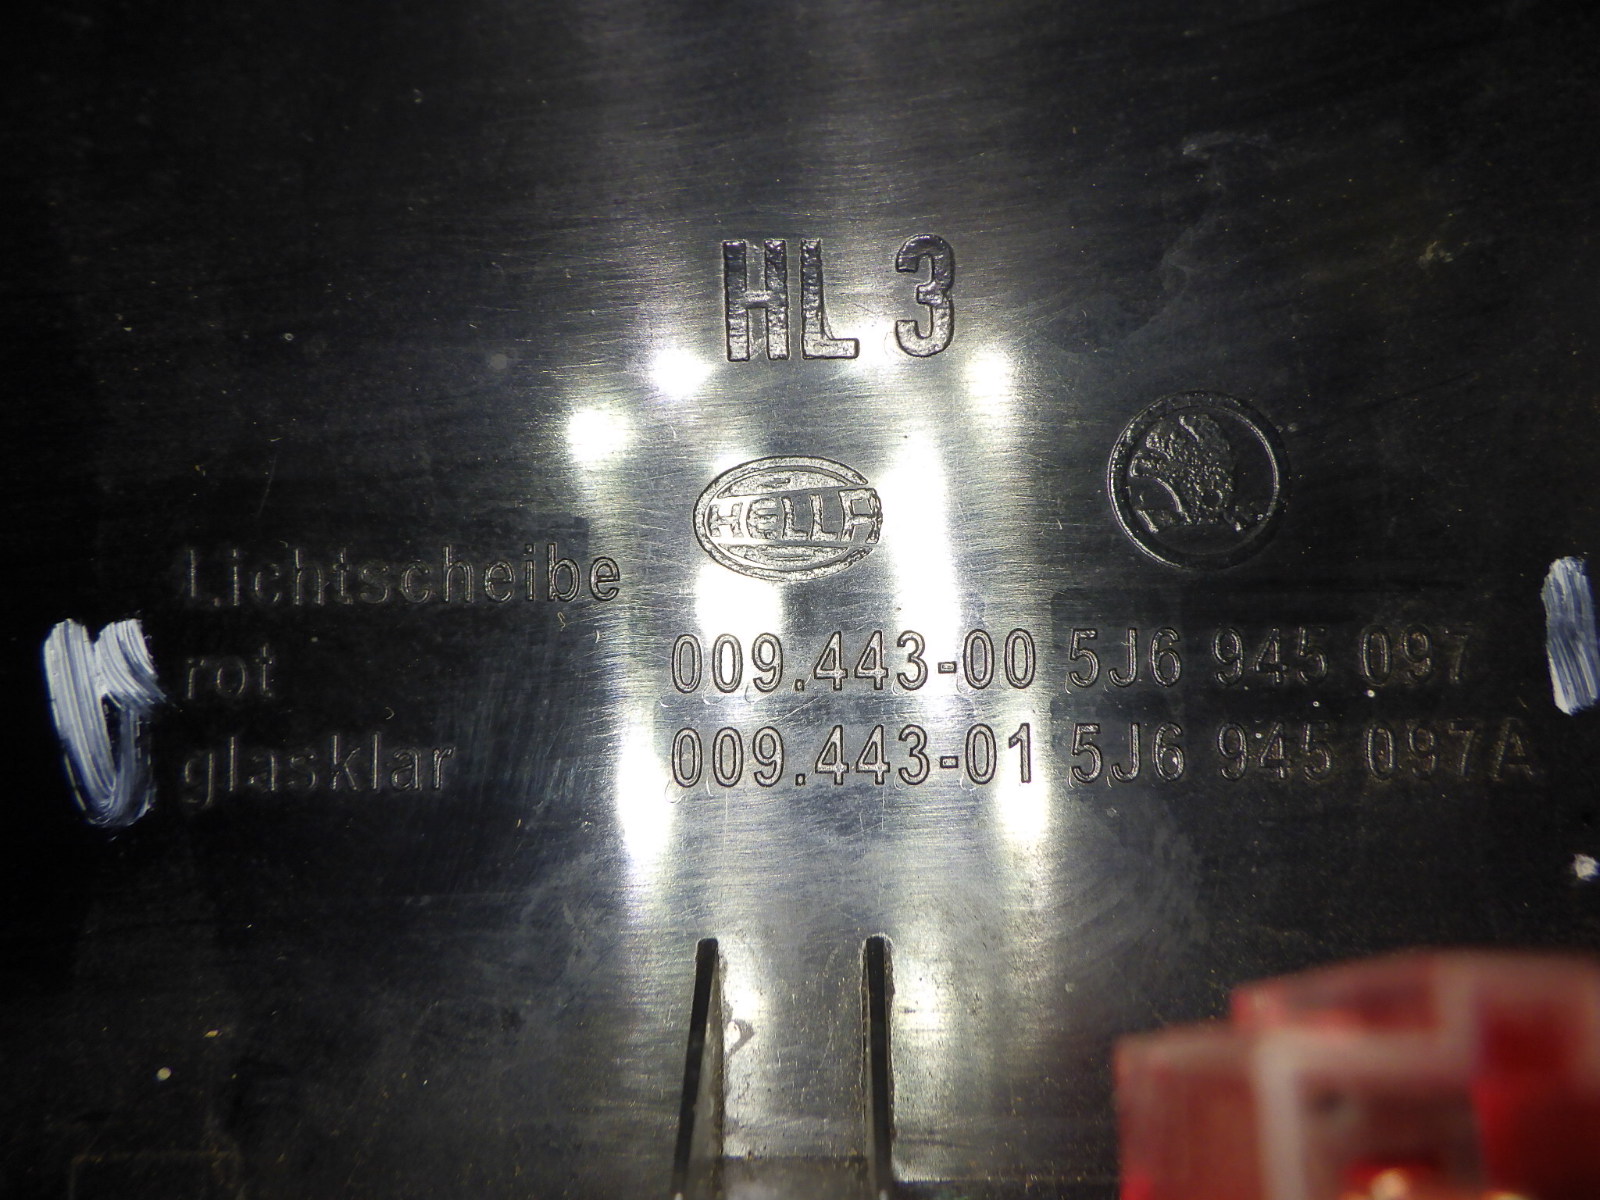 HL 3
HELLA
Lichtscheibe
rot 009.443-00 5J6 945 097
glasklar 009.443-01 5J6 945 097A